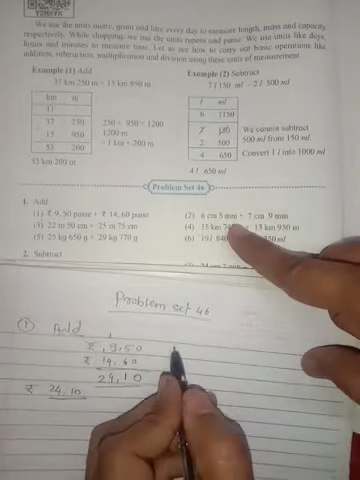 Y2N8XZ
We use the units metre, gram and litre every day to measure length, mass and capacity
respectively. While shopping, we use the units rupees and paise. We use units like days,
hours and minutes to measure time. Let us see how to carry out basic operations like
addition, subtraction, multiplication and division using these units of measurement.
Example (1) Add
37 km 250 m + 15 km 950 m
km m
1
37 250
15 950
53 200
250 + 950 = 1200
1200 m
= 1 km + 200 m
53 km 200 m
Example (2) Subtract
7 l 150 ml − 2 l 500 ml
l ml
6 1150
7 150
2 500
4 650
We cannot subtract
500 ml from 150 ml.
Convert 1 l into 1000 ml
4 l 650 ml
Problem Set 46
1. Add
(1) ₹ 9, 50 paise + ₹ 14, 60 paise (2) 6 cm 5 mm + 7 cm 9 mm
(3) 22 m 50 cm + 25 m 75 cm (4) 15 km + 13 km 950 m
(5) 25 kg 650 g + 29 kg 770 g (6) 19 l 840 ml
2. Subtract
Problem set 46
① Add
₹ 9,50
₹ 14,60
24,10
₹ 24,10